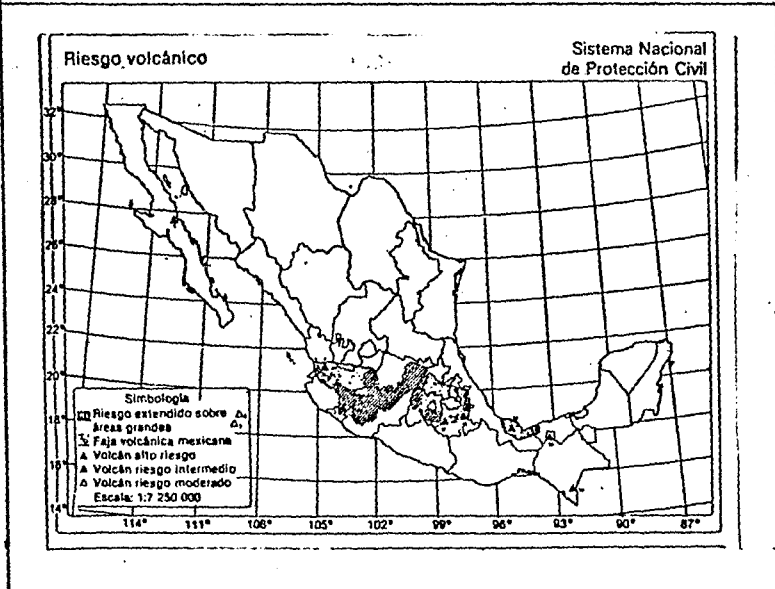 Riesgo volcánico
Sistema Nacional
de Protección Civil
32°
30°
28°
26°
24°
22°
20°
18°
16°
14°
Simbología
Riesgo extendido sobre
áreas grandes
Faja volcánica mexicana
Volcán alto riesgo
Volcán riesgo intermedio
Volcán riesgo moderado
Escala: 1:7 250 000
114° 111° 108° 105° 102° 99° 96° 93° 90° 87°